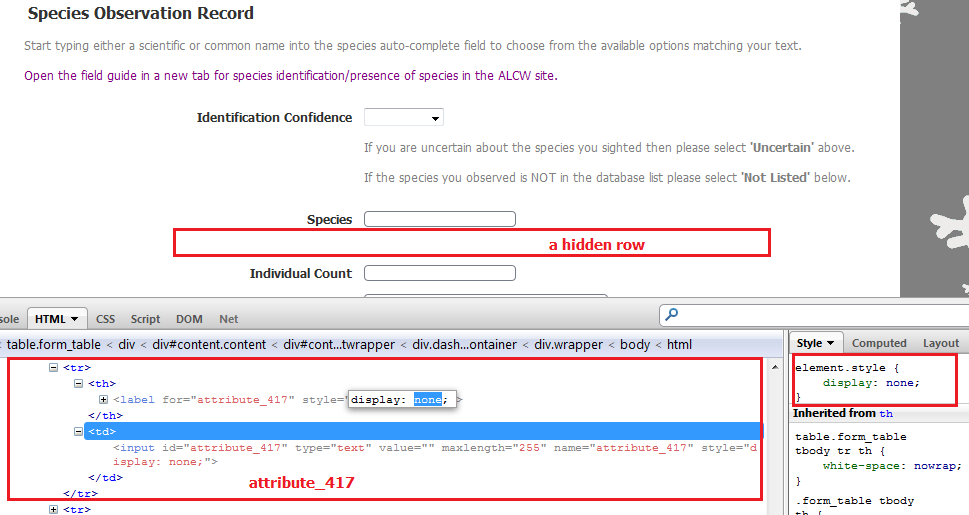 Species Observation Record
Start typing either a scientific or common name into the species auto-complete field to choose from the available options matching your text.
Open the field guide in a new tab for species identification/presence of species in the ALCW site.
Identification Confidence
If you are uncertain about the species you sighted then please select 'Uncertain' above.
If the species you observed is NOT in the database list please select 'Not Listed' below.
Species
a hidden row
Individual Count
sole HTML CSS Script DOM Net
< table.form_table < div < div#content.content < div#cont...twrapper < div.dash...ontainer < div.wrapper < body < html
<tr>
<th>
<label for="attribute_417" style="display: none; >
</th>
<td>
<input id="attribute_417" type="text" value="" maxlength="255" name="attribute_417" style="d
isplay: none;">
</td>
attribute_417
</tr>
<tr>
Style Computed Layout
element.style {
display: none;
}
Inherited from th
table.form_table
tbody tr th {
white-space: nowrap;
}
.form_table tbody
th {